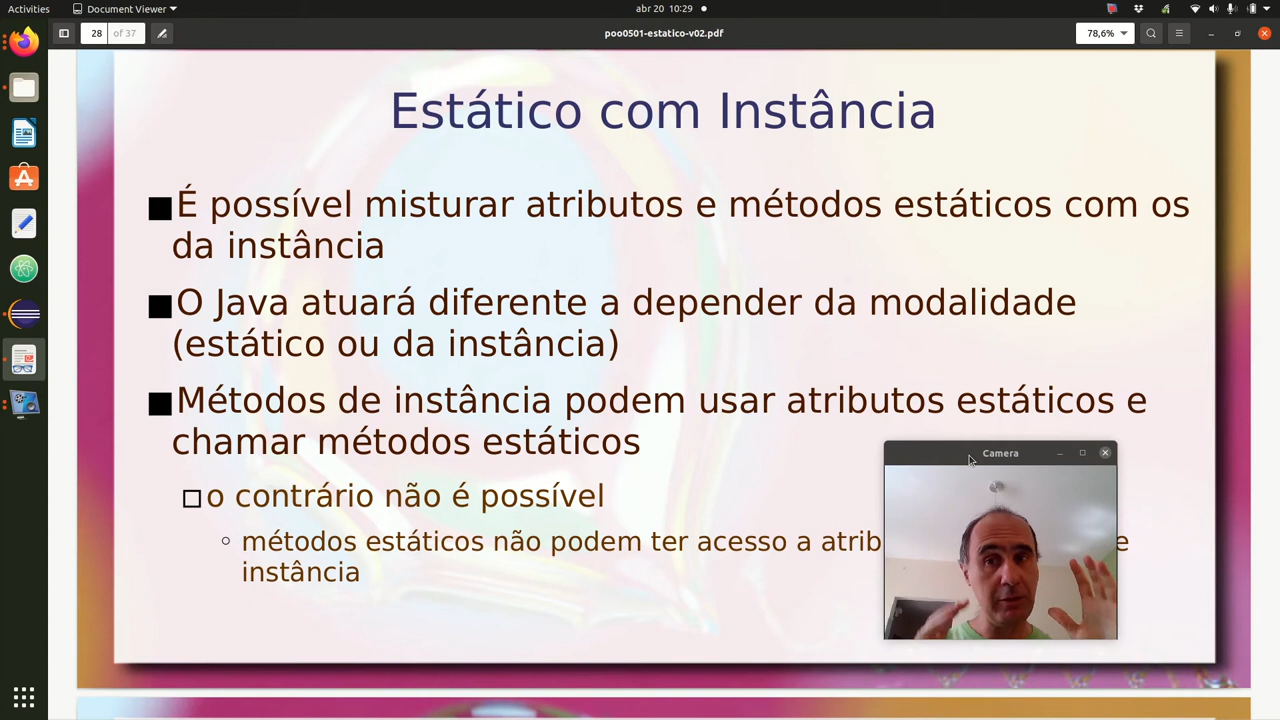 Activities
Document Viewer
abr 20 10:29
28
of 37
poo0501-estatico-v02.pdf
78,6%
Estático com Instância
É possível misturar atributos e métodos estáticos com os
da instância
O Java atuará diferente a depender da modalidade
(estático ou da instância)
Métodos de instância podem usar atributos estáticos e
chamar métodos estáticos
o contrário não é possível
métodos estáticos não podem ter acesso a
instância
Camera